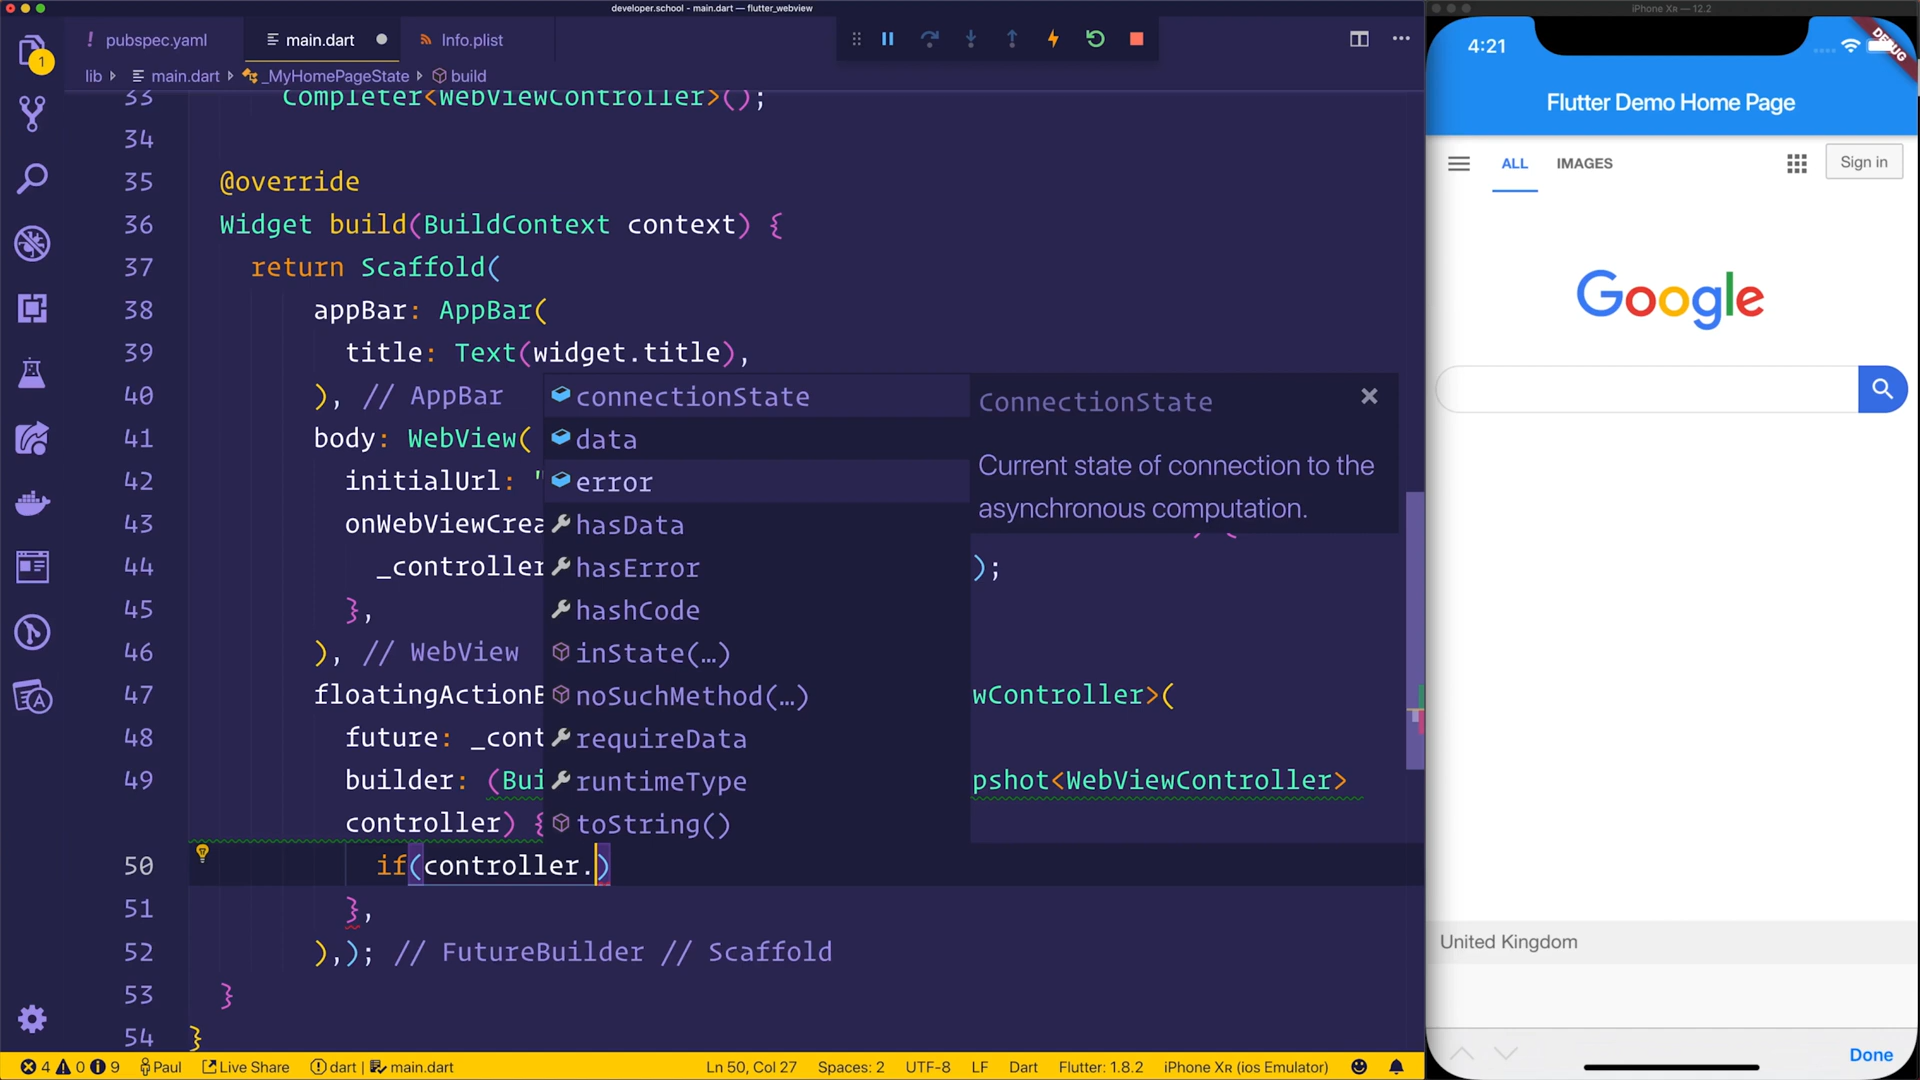 developer.school - main.dart — flutter_webview
! pubspec.yaml
main.dart
Info.plist
lib
main.dart
_MyHomePageState
build
1
33 Completer<WebViewController>();
34
35 @override
36 Widget build(BuildContext context) {
37 return Scaffold(
38 appBar: AppBar(
39 title: Text(widget.title),
40 ), // AppBar
41 body: WebView(
42 initialUrl: "
43 onWebViewCrea
44 _controller );
45 },
46 ), // WebView
47 floatingActionB wController>(
48 future: _cont
49 builder: (Bui pshot<WebViewController>
controller) {
50 if(controller.)
51 },
52 ),); // FutureBuilder // Scaffold
53 }
54 }
connectionState
data
error
hasData
hasError
hashCode
inState(…)
noSuchMethod(…)
requireData
runtimeType
toString()
ConnectionState
Current state of connection to the
asynchronous computation.
4 0 9 Paul Live Share dart | main.dart Ln 50, Col 27 Spaces: 2 UTF-8 LF Dart Flutter: 1.8.2 iPhone XR (ios Emulator)
iPhone XR — 12.2
4:21
DEBUG
Flutter Demo Home Page
ALL IMAGES Sign in
Google
United Kingdom
Done